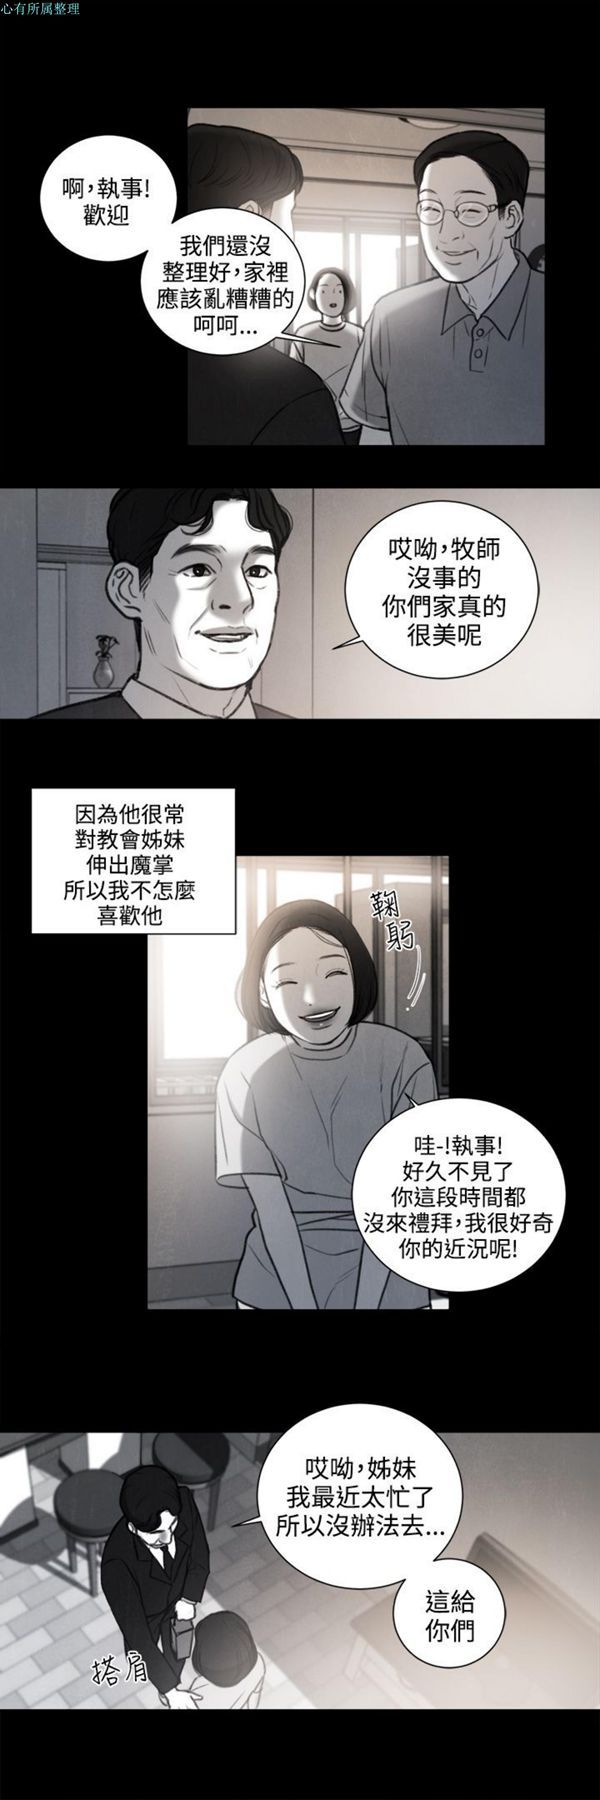 心有所属整理
啊，執事!
歡迎
我們還沒
整理好，家裡
應該亂糟糟的
呵呵...
哎呦，牧師
沒事的
你們家真的
很美呢
因為他很常
對教會姊妹
伸出魔掌
所以我不怎麼
喜歡他
鞠躬
哇-!執事!
好久不見了
你這段時間都
沒來禮拜，我很好奇
你的近況呢!
哎呦，姊妹
我最近太忙了
所以沒辦法去...
這給
你們
搭肩